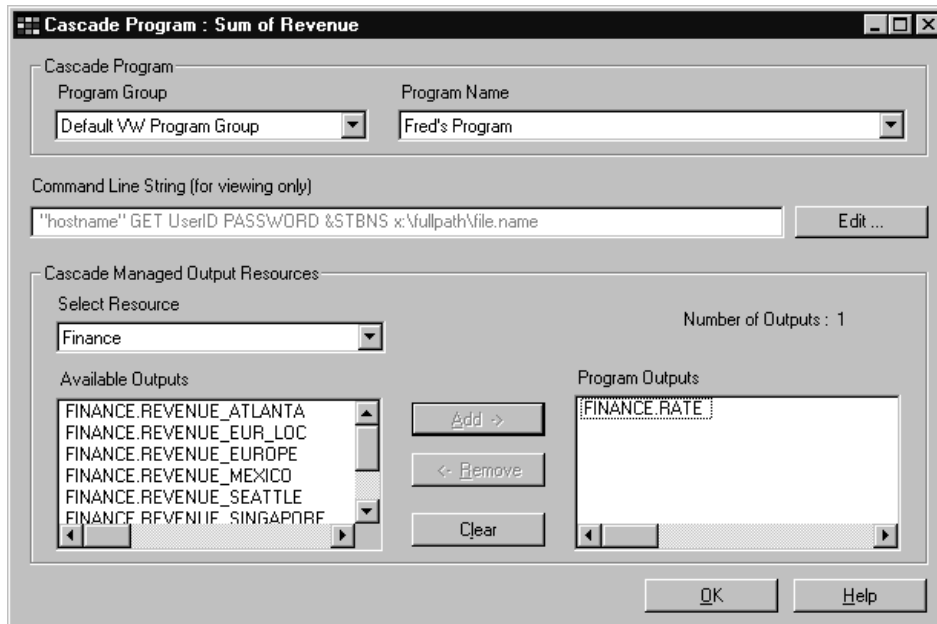 Cascade Program : Sum of Revenue
Cascade Program
Program Group
Program Name
Default VW Program Group
Fred's Program
Command Line String (for viewing only)
"hostname" GET UserID PASSWORD &STBNS x:\fullpath\file.name
Edit ...
Cascade Managed Output Resources
Select Resource
Number of Outputs : 1
Finance
Available Outputs
Program Outputs
FINANCE.REVENUE_ATLANTA
FINANCE.REVENUE_EUR_LOC
FINANCE.REVENUE_EUROPE
FINANCE.REVENUE_MEXICO
FINANCE.REVENUE_SEATTLE
FINANCE.REVENUE_SINGAPORE
Add ->
<- Remove
Clear
FINANCE.RATE
OK
Help